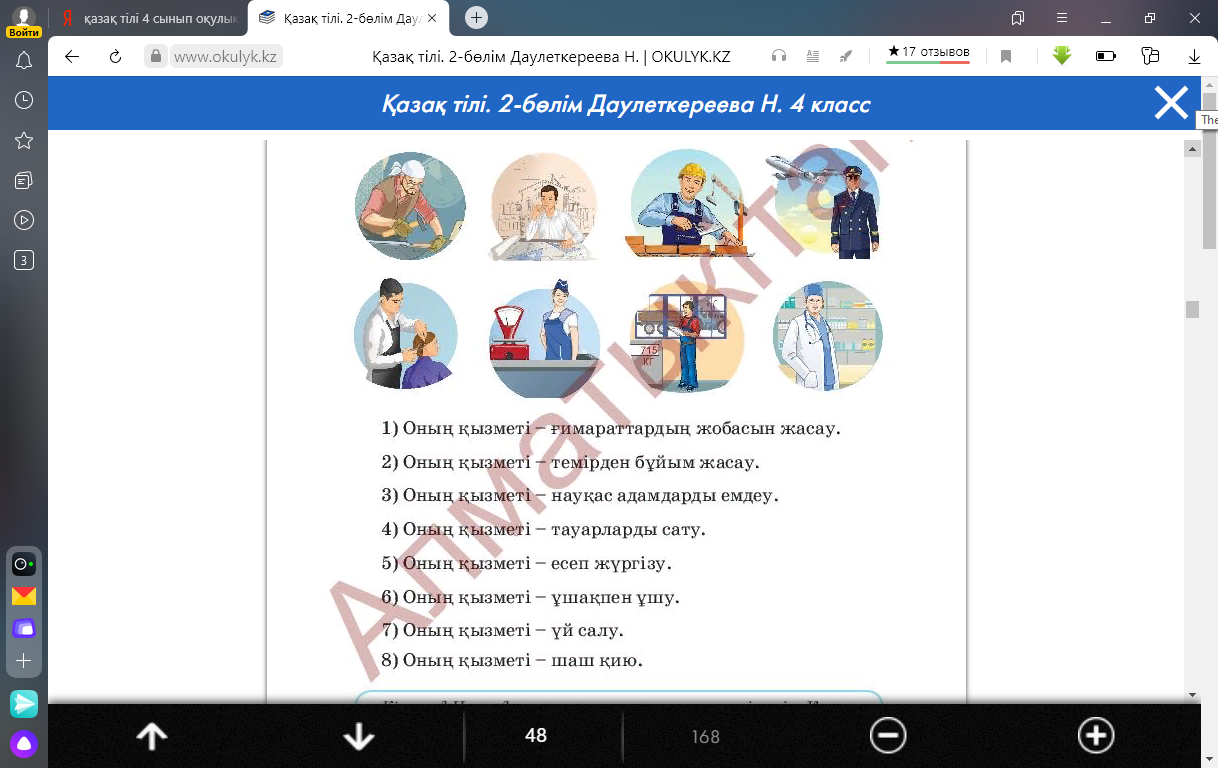 қазақ тілі 4 сынып оқулык
Қазақ тілі. 2-бөлім Дау
Войти
www.okulyk.kz
Қазақ тілі. 2-бөлім Даулеткереева Н. | OKULYK.KZ
★17 отзывов
Қазақ тілі. 2-бөлім Даулеткереева Н. 4 класс
The
3
715
КГ
1) Оның қызметі – ғимараттардың жобасын жасау.
2) Оның қызметі – темірден бұйым жасау.
3) Оның қызметі – науқас адамдарды емдеу.
4) Оның қызметі – тауарларды сату.
5) Оның қызметі – есеп жүргізу.
6) Оның қызметі – ұшақпен ұшу.
7) Оның қызметі – үй салу.
8) Оның қызметі – шаш қию.
48
168